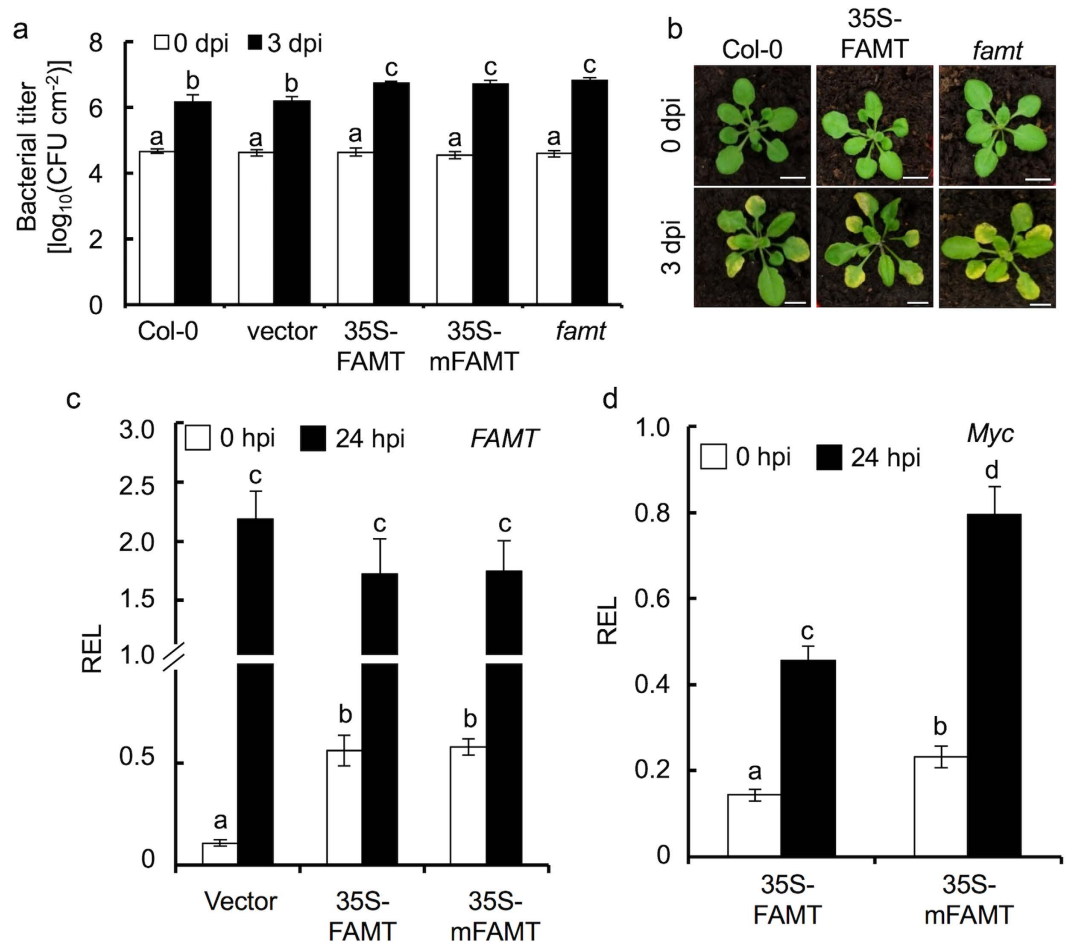 a
Bacterial titer
[log10(CFU cm-2)]
8
6
4
2
0
0 dpi 3 dpi
a b a b a c a c a c
Col-0 vector 35S-FAMT 35S-mFAMT famt
b
Col-0 35S-FAMT famt
0 dpi
3 dpi
c
REL
3.0
2.5
2.0
1.5
1.0
0.5
0
0 hpi 24 hpi FAMT
a c b c b c
Vector 35S-FAMT 35S-mFAMT
d
REL
1.0
0.8
0.6
0.4
0.2
0
0 hpi 24 hpi Myc
a c b d
35S-FAMT 35S-mFAMT